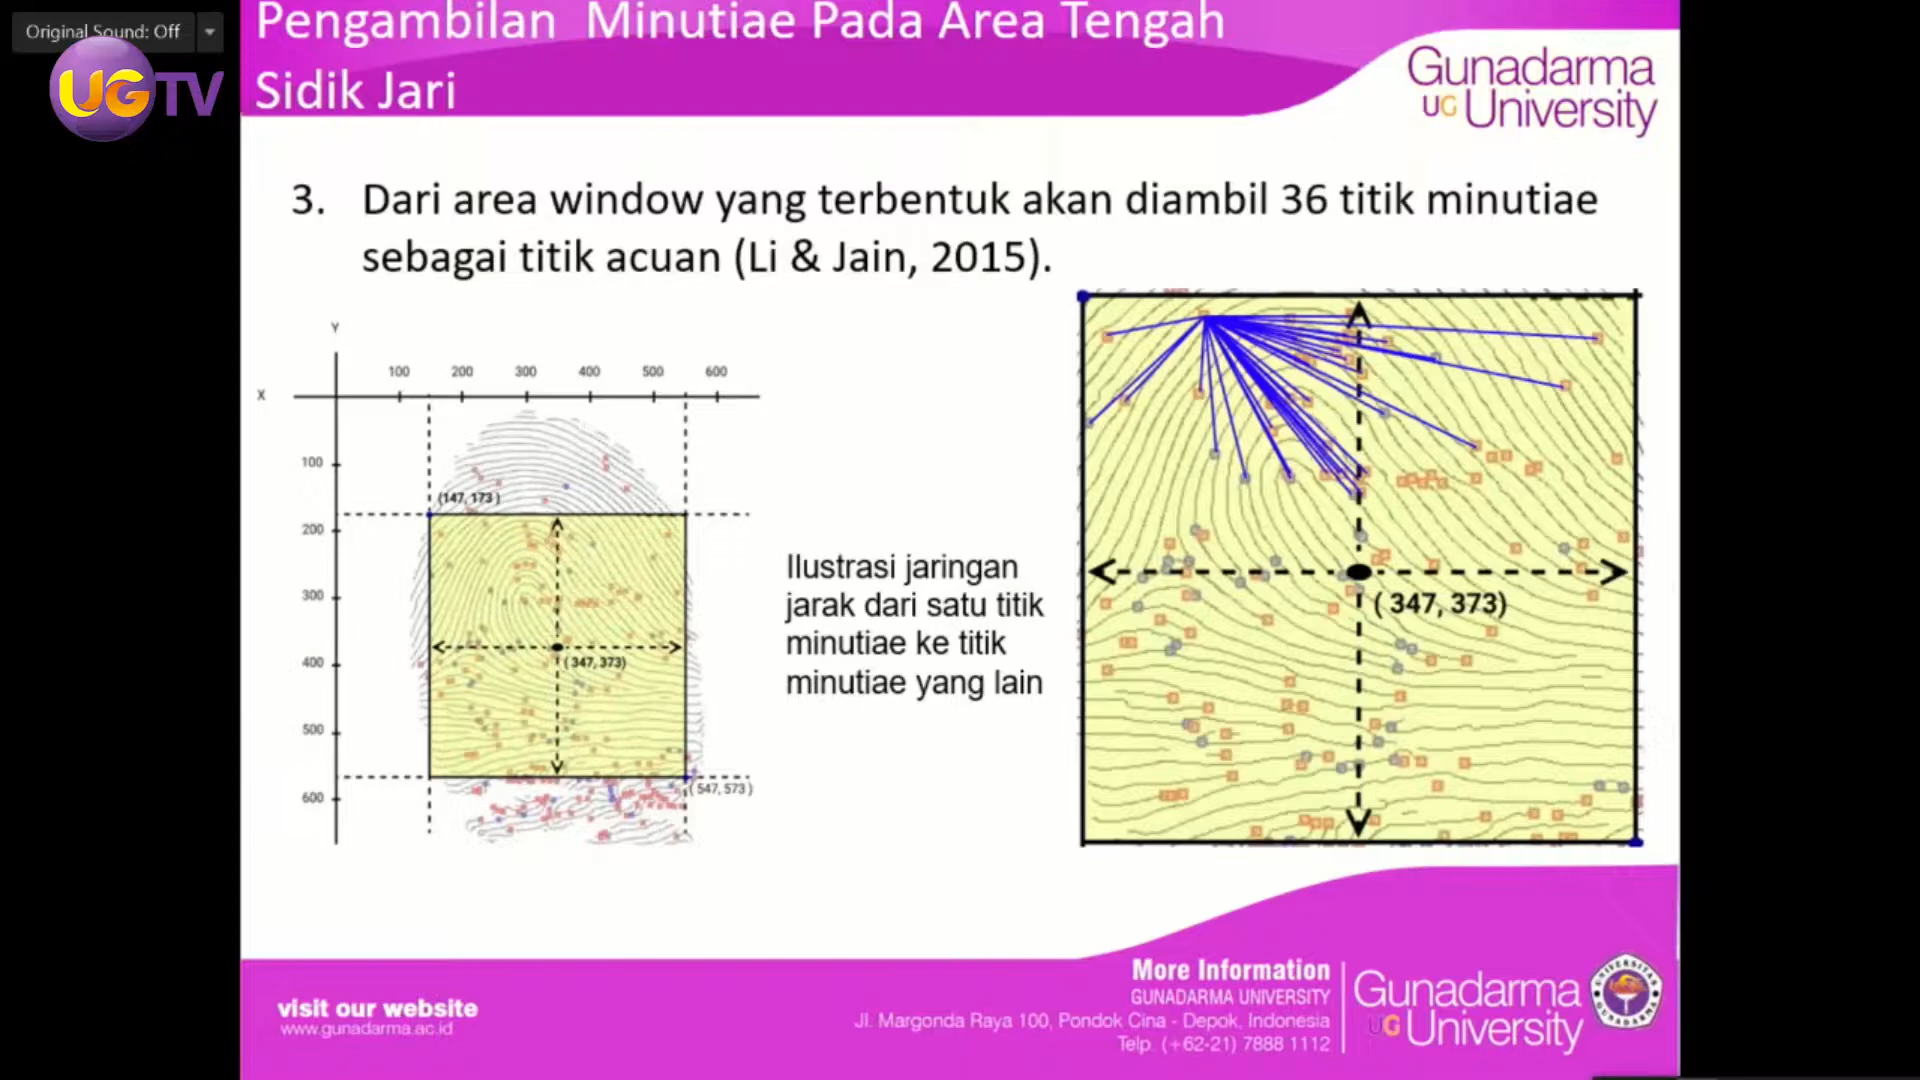 Original Sound: Off
UGTV
Pengambilan Minutiae Pada Area Tengah
Sidik Jari
Gunadarma
UG University
3. Dari area window yang terbentuk akan diambil 36 titik minutiae
sebagai titik acuan (Li & Jain, 2015).
Y
100 200 300 400 500 600
X
100
(147, 173 )
200
300
400
( 347, 373)
500
600
( 547, 573 )
Ilustrasi jaringan
jarak dari satu titik
minutiae ke titik
minutiae yang lain
( 347, 373)
visit our website
www.gunadarma.ac.id
More Information
GUNADARMA UNIVERSITY
Jl. Margonda Raya 100, Pondok Cina - Depok, Indonesia
Telp. (+62-21) 7888 1112
Gunadarma
UG University
UNIVERSITAS
GUNADARMA